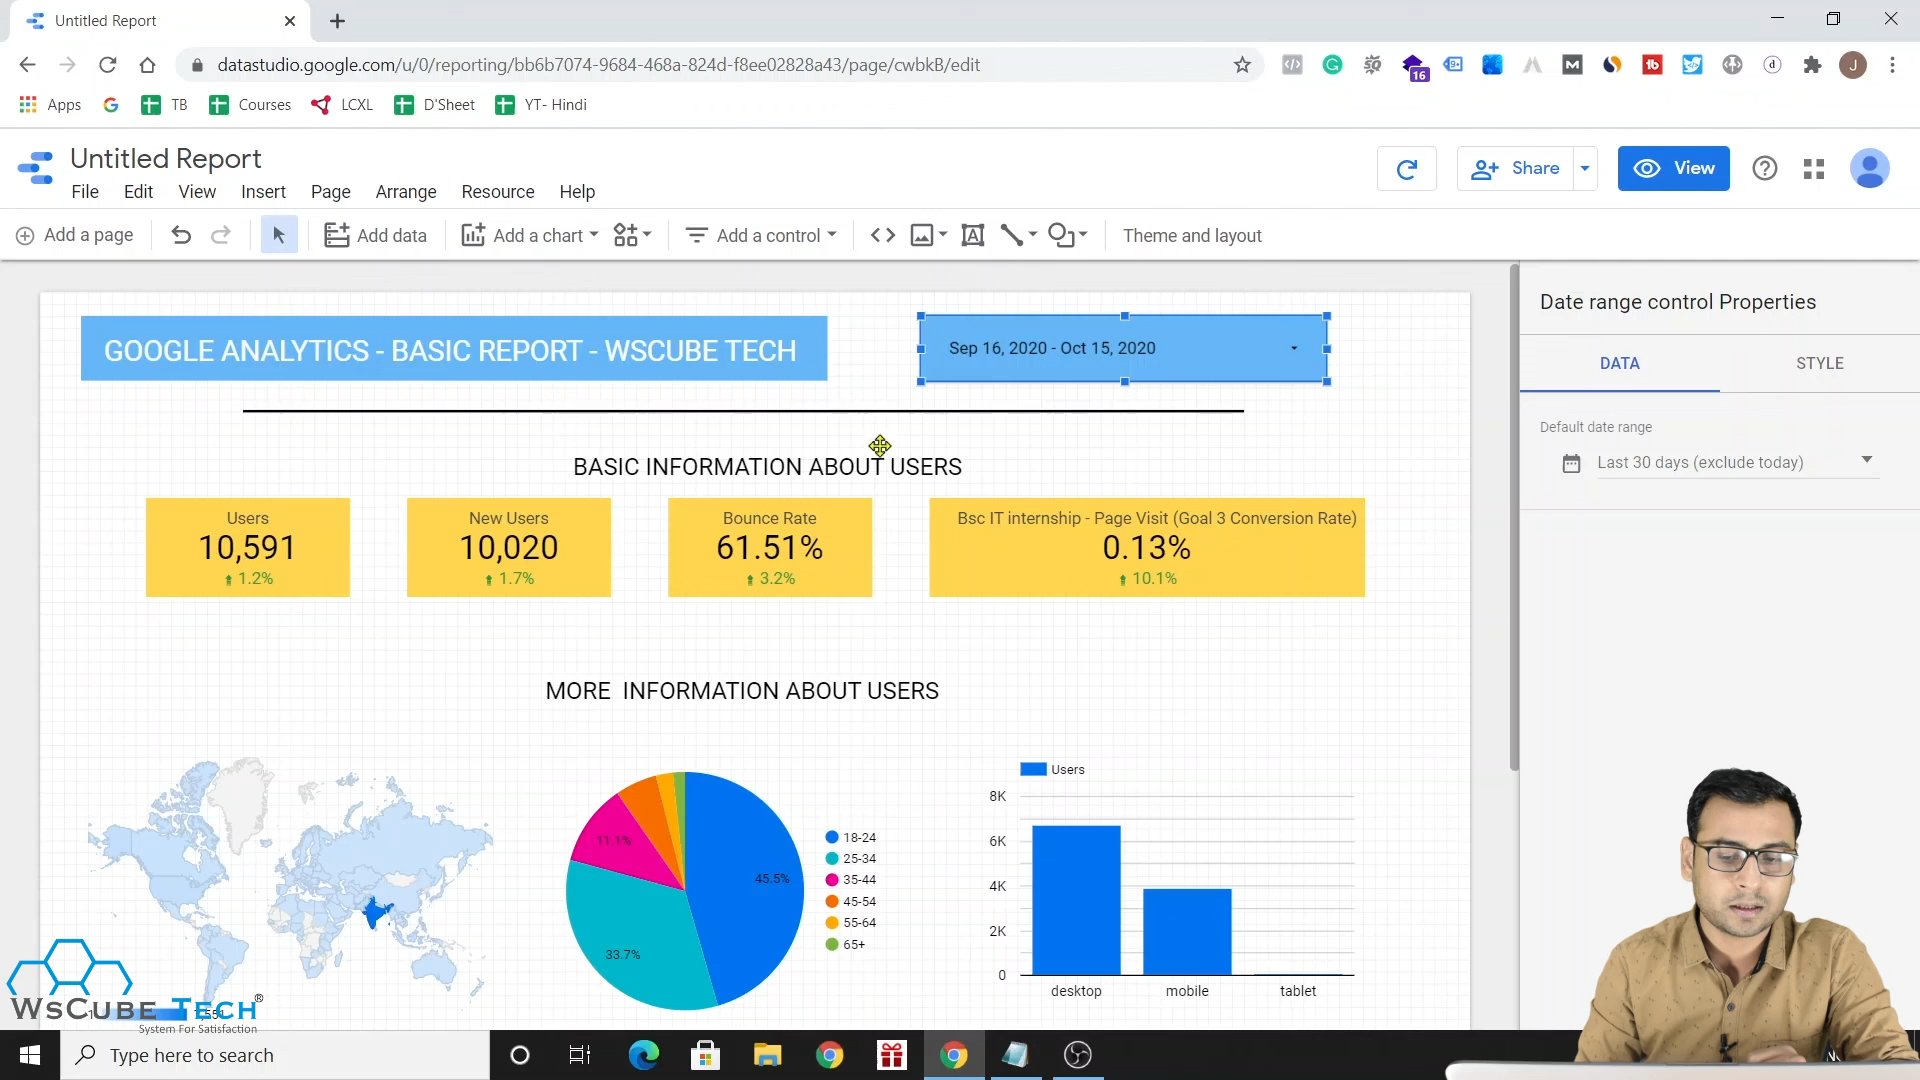 Untitled Report
datastudio.google.com/u/0/reporting/bb6b7074-9684-468a-824d-f8ee02828a43/page/cwbkB/edit
16
Apps TB Courses LCXL D'Sheet YT- Hindi
Untitled Report
File Edit View Insert Page Arrange Resource Help
Share View
Add a page Add data Add a chart Add a control Theme and layout
GOOGLE ANALYTICS - BASIC REPORT - WSCUBE TECH
Sep 16, 2020 - Oct 15, 2020
Date range control Properties
DATA STYLE
Default date range
Last 30 days (exclude today)
BASIC INFORMATION ABOUT USERS
Users
10,591
1.2%
New Users
10,020
1.7%
Bounce Rate
61.51%
3.2%
Bsc IT internship - Page Visit (Goal 3 Conversion Rate)
0.13%
10.1%
MORE INFORMATION ABOUT USERS
45.5%
33.7%
11.1%
18-24
25-34
35-44
45-54
55-64
65+
Users
8K
6K
4K
2K
0
desktop mobile tablet
WSCUBE TECH®
System For Satisfaction
Type here to search